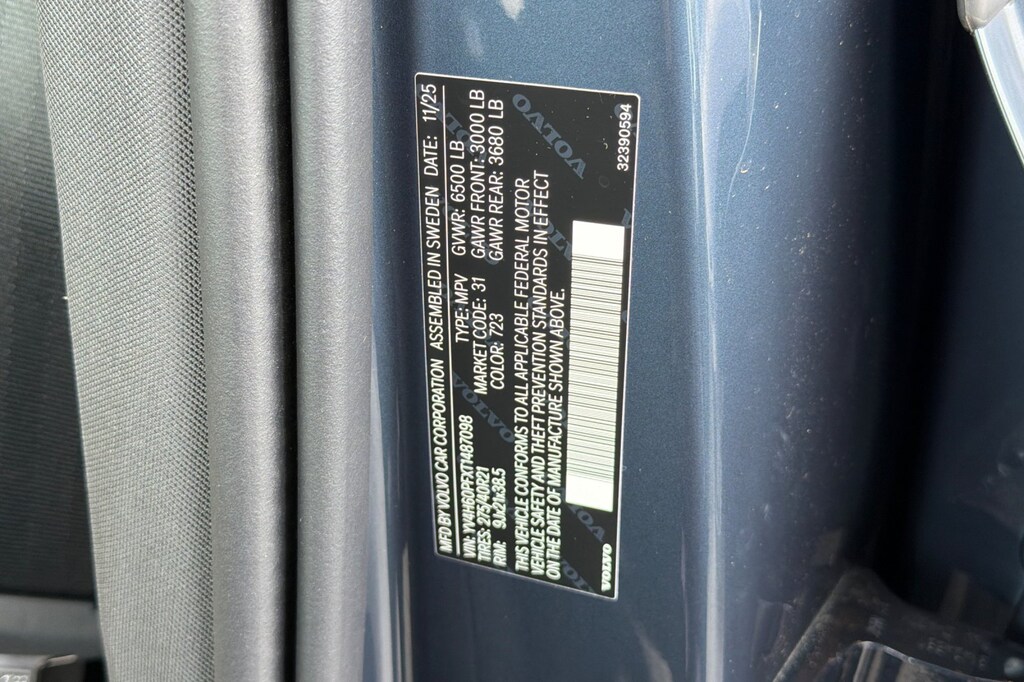 MFD BY VOLVO CAR CORPORATION ASSEMBLED IN SWEDEN DATE: 11/25
VIN: YV4H60PFXT1487098 TYPE: MPV GVWR: 6500 LB
TIRES: 275/40R21 MARKET CODE: 31 GAWR FRONT: 3000 LB
RIM: 9Jx21x38.5 COLOR: 723 GAWR REAR: 3680 LB
THIS VEHICLE CONFORMS TO ALL APPLICABLE FEDERAL MOTOR
VEHICLE SAFETY AND THEFT PREVENTION STANDARDS IN EFFECT
ON THE DATE OF MANUFACTURE SHOWN ABOVE.
VOLVO
32390594